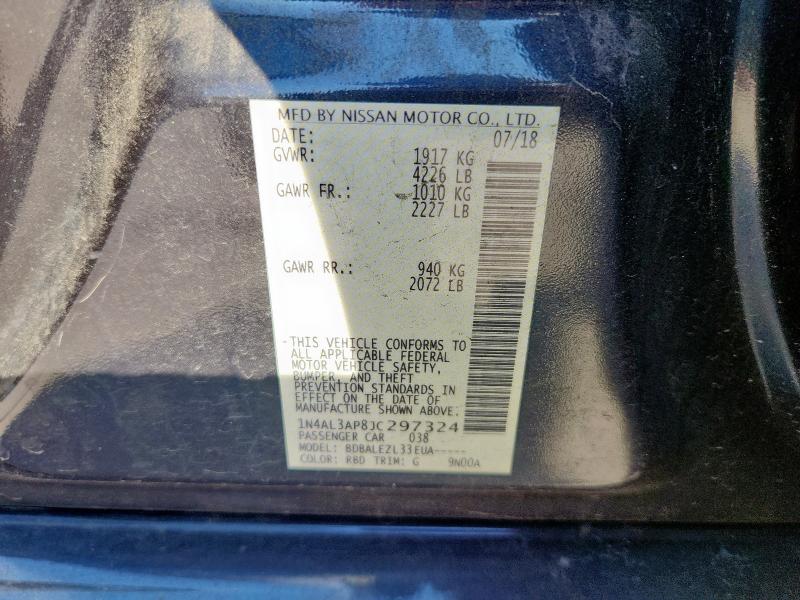 MFD BY NISSAN MOTOR CO., LTD.
DATE: 07/18
GVWR: 1917 KG
4226 LB
GAWR FR.: 1010 KG
2227 LB
GAWR RR.: 940 KG
2072 LB
-THIS VEHICLE CONFORMS TO
ALL APPLICABLE FEDERAL
MOTOR VEHICLE SAFETY,
BUMPER, AND THEFT
PREVENTION STANDARDS IN
EFFECT ON THE DATE OF
MANUFACTURE SHOWN ABOVE.
1N4AL3AP8JC297324
PASSENGER CAR 038
MODEL: BDBALEZL33EUA-----
COLOR: RBD TRIM: G 9N00A